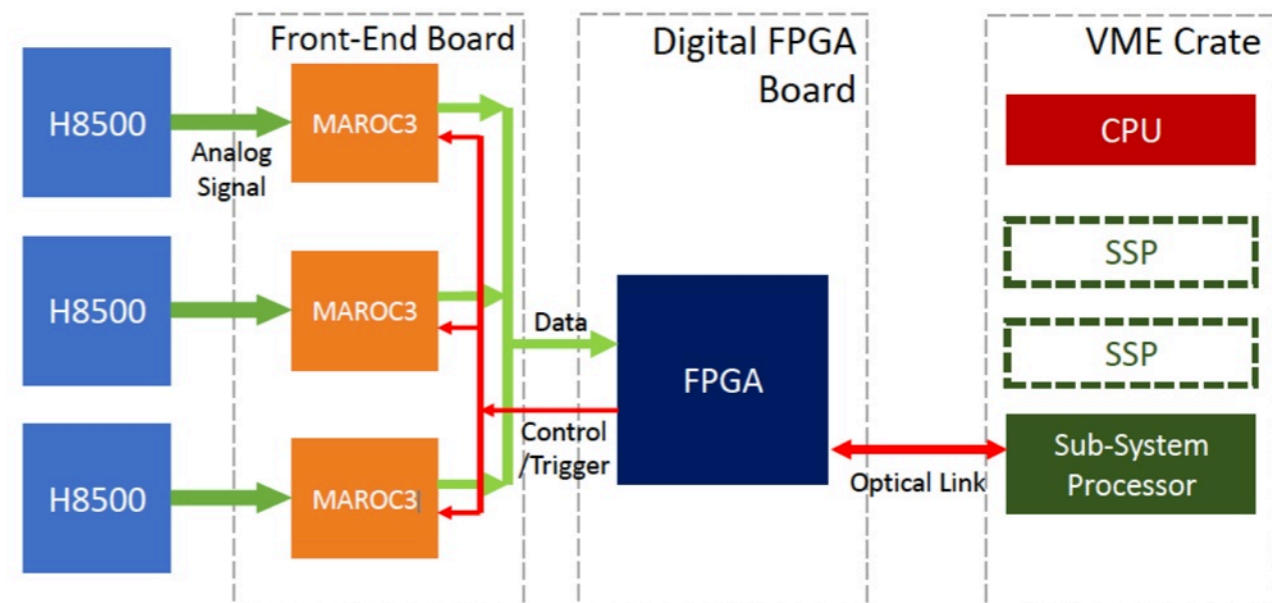 Front-End Board
Digital FPGA
Board
VME Crate
H8500
Analog
Signal
MAROC3
CPU
H8500
MAROC3
SSP
Data
SSP
FPGA
H8500
MAROC3
Control
/Trigger
Optical Link
Sub-System
Processor